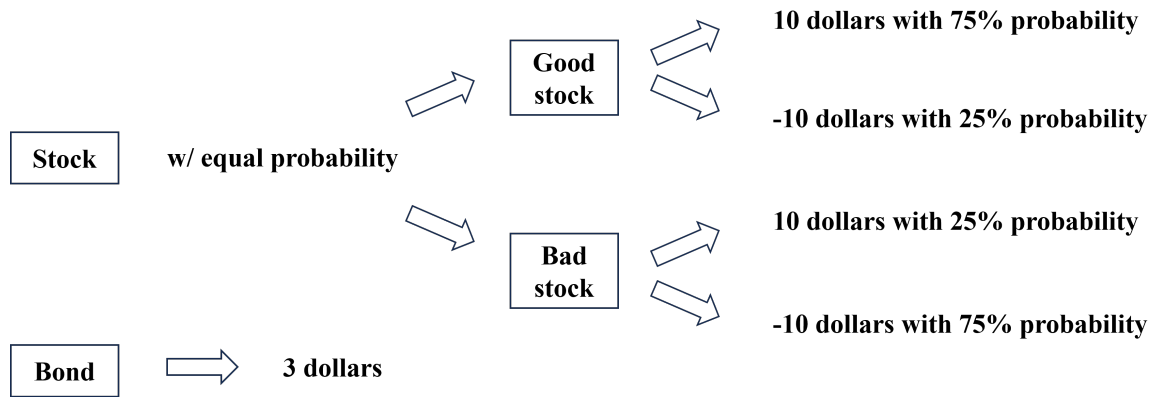 10 dollars with 75% probability
Good
stock
-10 dollars with 25% probability
Stock
w/ equal probability
10 dollars with 25% probability
Bad
stock
-10 dollars with 75% probability
Bond
3 dollars